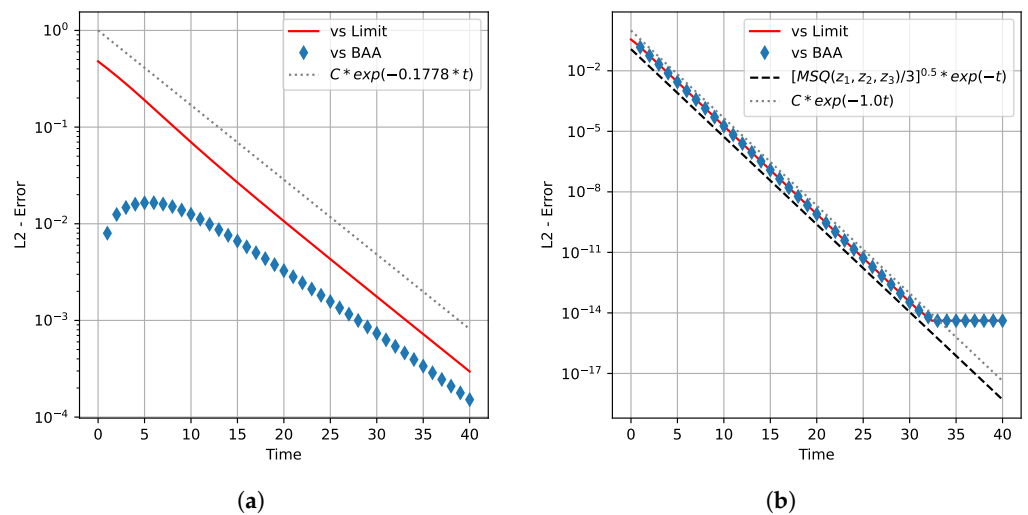 vs Limit
vs BAA
C * exp(−0.1778 * t)
10⁰
10⁻¹
10⁻²
10⁻³
10⁻⁴
L2 - Error
0 5 10 15 20 25 30 35 40
Time
(a)
vs Limit
vs BAA
[MSQ(z₁, z₂, z₃)/3]⁰·⁵ * exp(−t)
C * exp(−1.0t)
10⁻²
10⁻⁵
10⁻⁸
10⁻¹¹
10⁻¹⁴
10⁻¹⁷
L2 - Error
0 5 10 15 20 25 30 35 40
Time
(b)